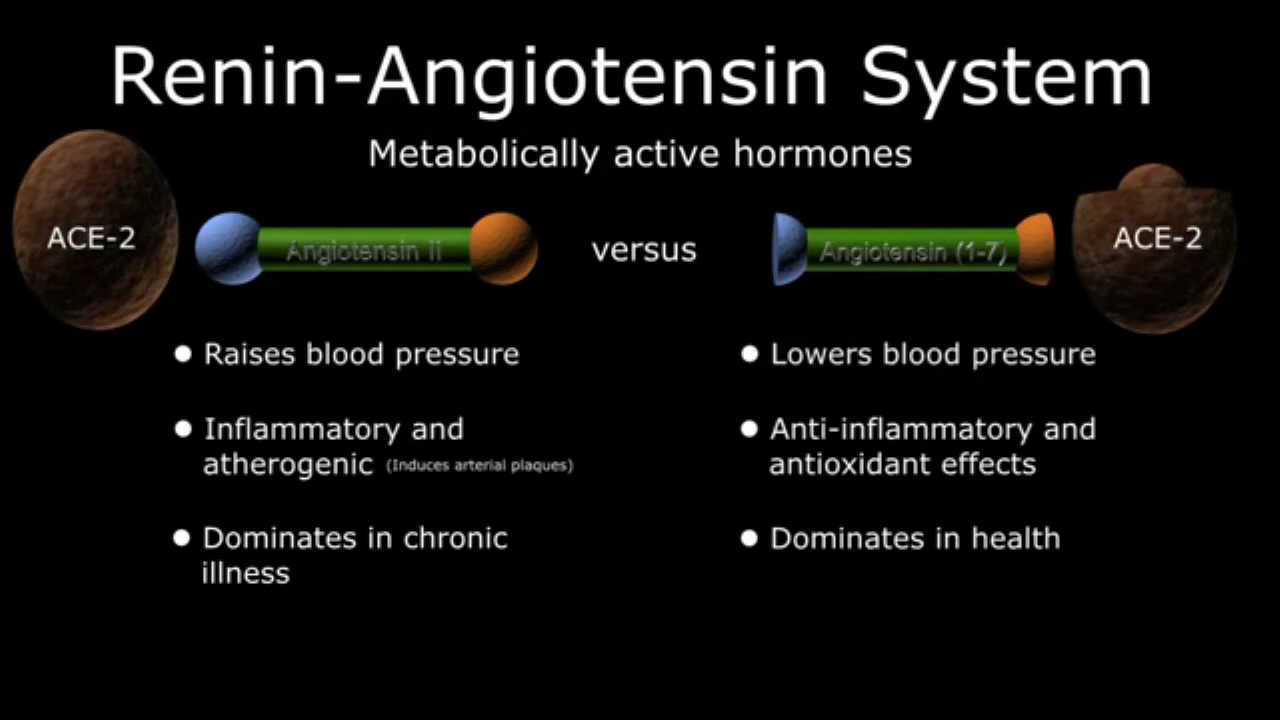 Renin-Angiotensin System
Metabolically active hormones
ACE-2
Angiotensin II
versus
Angiotensin (1-7)
ACE-2
● Raises blood pressure
● Inflammatory and
atherogenic (Induces arterial plaques)
● Dominates in chronic
illness
● Lowers blood pressure
● Anti-inflammatory and
antioxidant effects
● Dominates in health